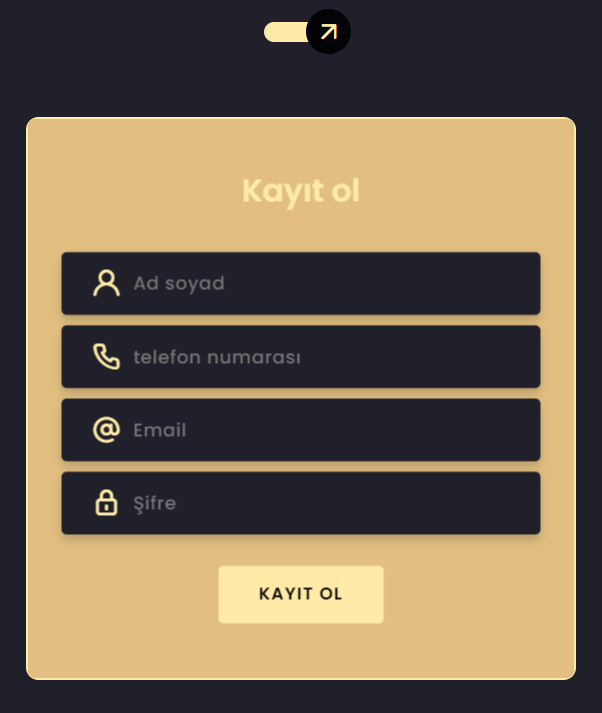 Kayıt ol
Ad soyad
telefon numarası
Email
Şifre
KAYIT OL